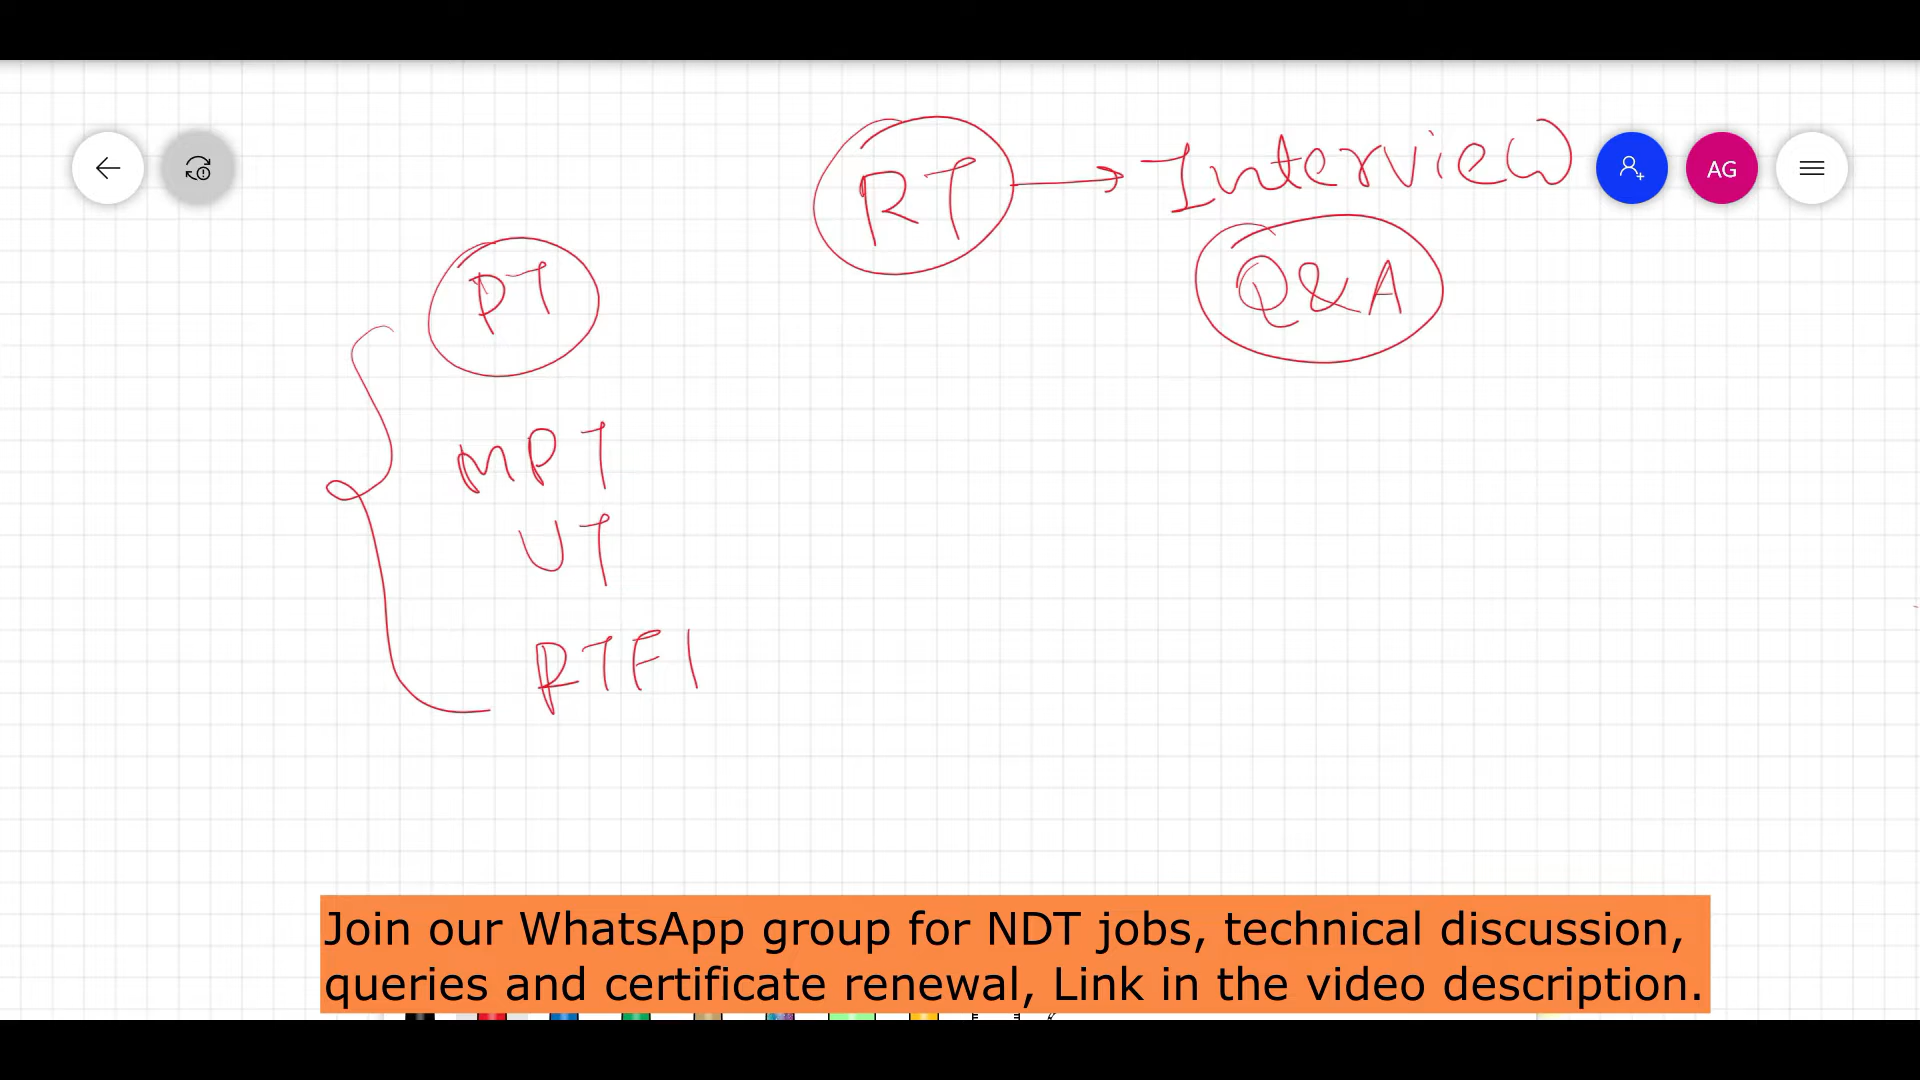 RT → Interview
AG
Q&A
PT
MPT
UT
RTFI
Join our WhatsApp group for NDT jobs, technical discussion,
queries and certificate renewal, Link in the video description.